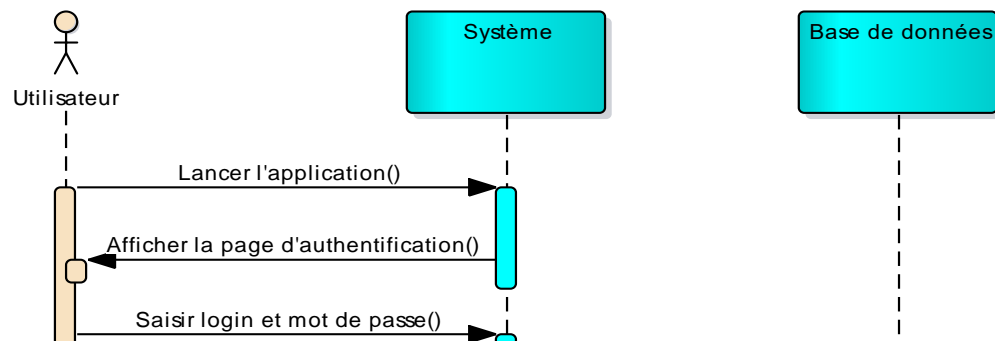 Système
Base de données
Utilisateur
Lancer l'application()
Afficher la page d'authentification()
Saisir login et mot de passe()